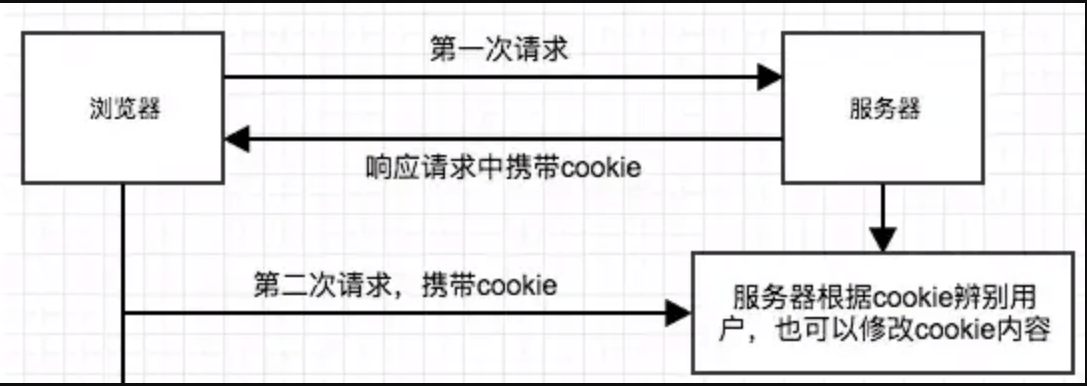 第一次请求
浏览器
服务器
响应请求中携带cookie
第二次请求，携带cookie
服务器根据cookie辨别用
户，也可以修改cookie内容